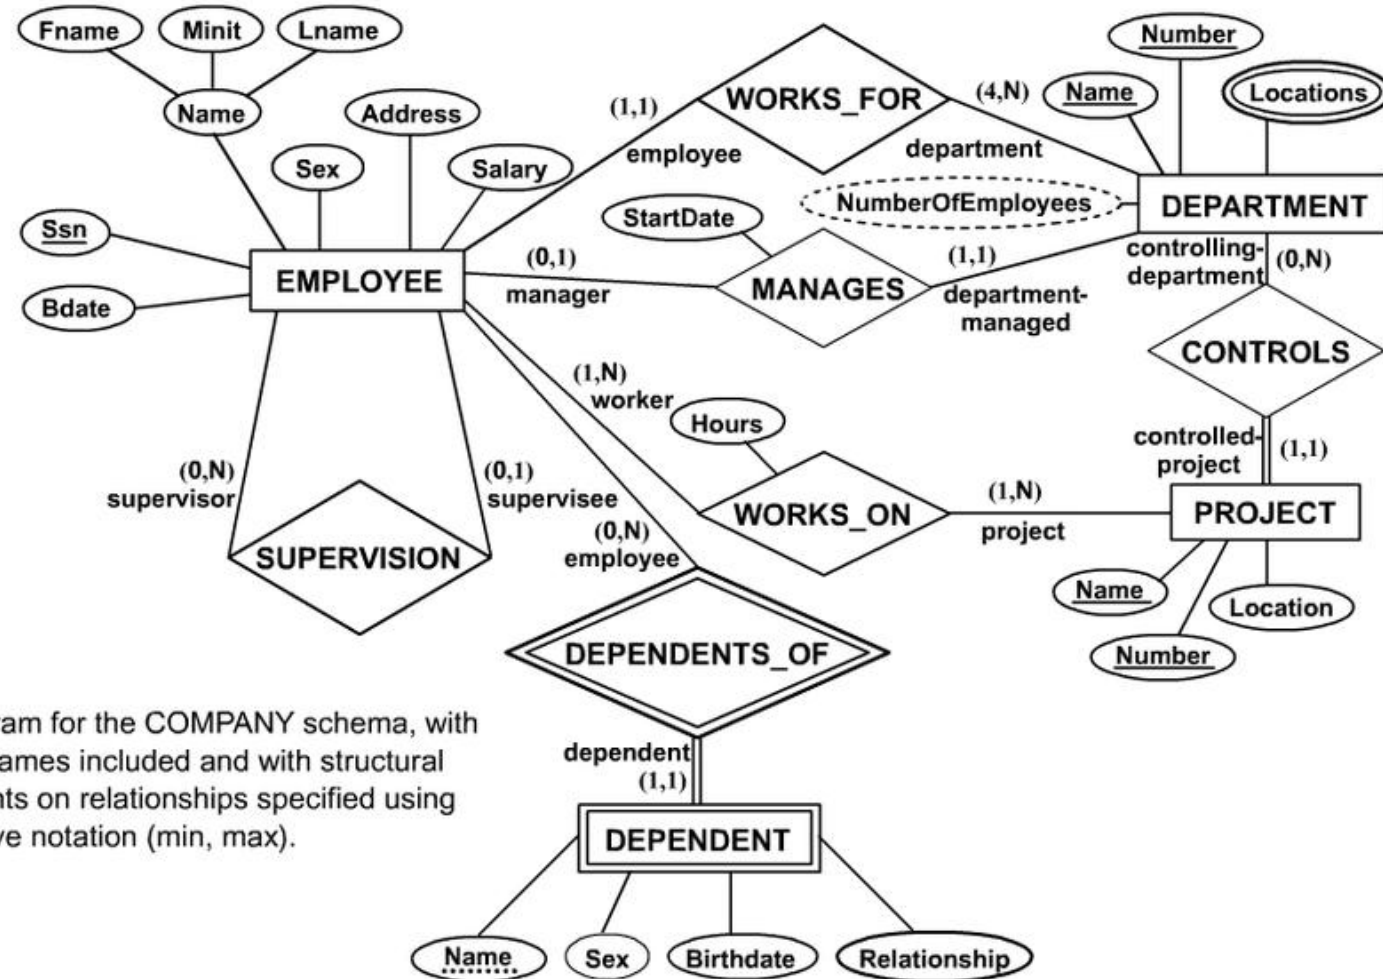 Fname
Minit
Lname
Name
Address
Sex
Salary
Ssn
Bdate
EMPLOYEE
(1,1)
employee
WORKS_FOR
(4,N)
department
Number
Name
Locations
NumberOfEmployees
DEPARTMENT
StartDate
(0,1)
manager
MANAGES
(1,1)
department-
managed
controlling-
department
(0,N)
CONTROLS
controlled-
project
(1,1)
(1,N)
worker
Hours
(0,N)
supervisor
(0,1)
supervisee
SUPERVISION
WORKS_ON
(1,N)
project
PROJECT
Name
Number
Location
(0,N)
employee
DEPENDENTS_OF
dependent
(1,1)
DEPENDENT
Name
Sex
Birthdate
Relationship
for the COMPANY schema, with
included and with structural
on relationships specified using
notation (min, max).